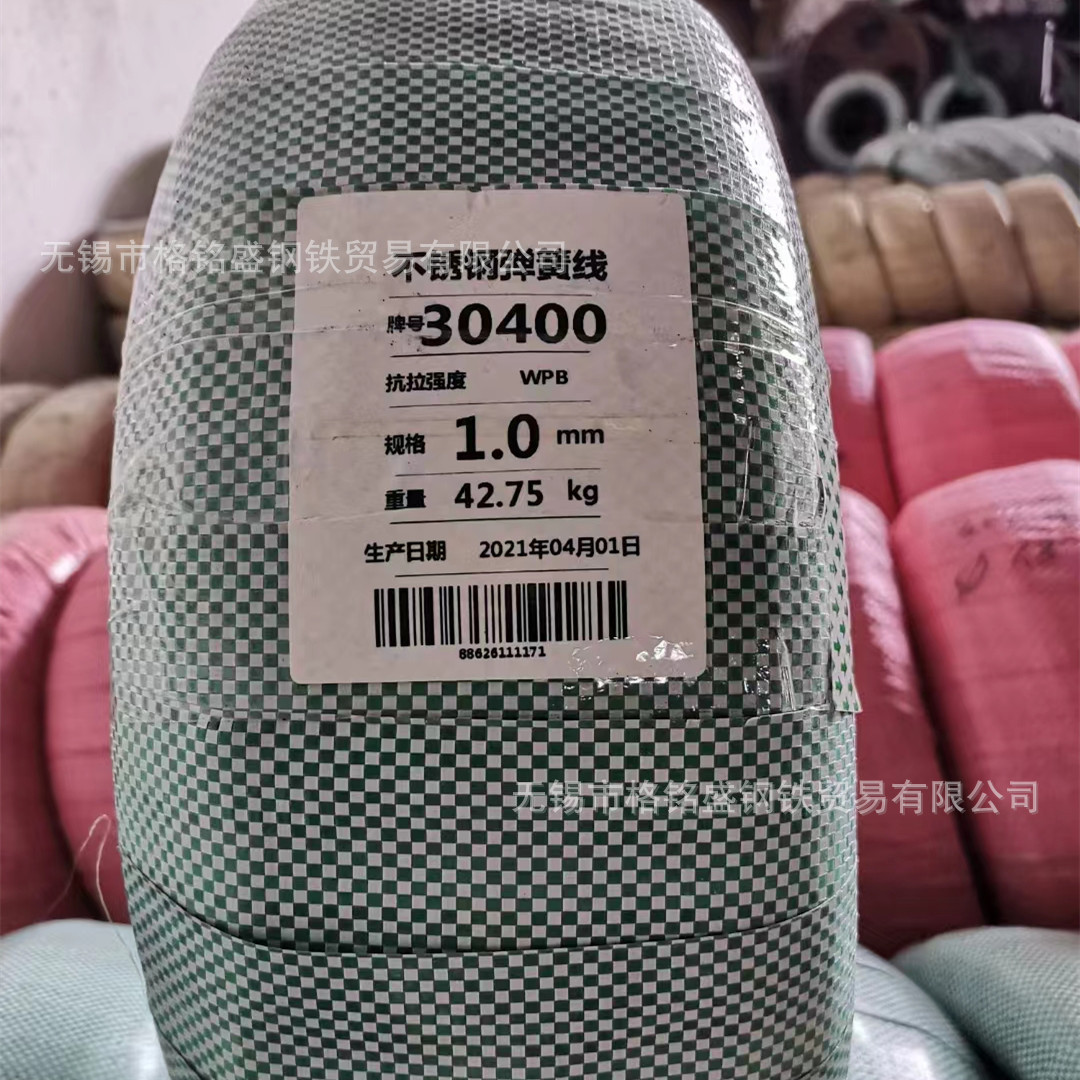 无锡市格铭盛钢铁贸易有限公司
不锈钢弹簧线
牌号 30400
抗拉强度 WPB
规格 1.0 mm
重量 42.75 kg
生产日期 2021年04月01日
88626111171
无锡市格铭盛钢铁贸易有限公司